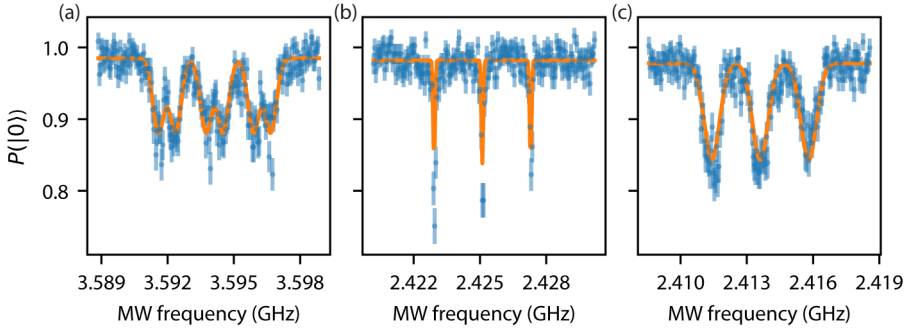 (a) (b) (c)
P(|0⟩)
1.0
0.9
0.8
3.589 3.592 3.595 3.598
2.422 2.425 2.428
2.410 2.413 2.416 2.419
MW frequency (GHz) MW frequency (GHz) MW frequency (GHz)